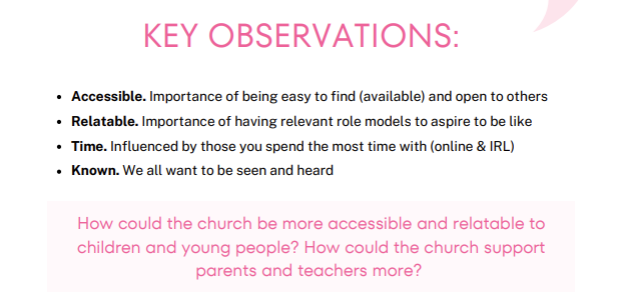 KEY OBSERVATIONS:
• Accessible. Importance of being easy to find (available) and open to others
• Relatable. Importance of having relevant role models to aspire to be like
• Time. Influenced by those you spend the most time with (online & IRL)
• Known. We all want to be seen and heard
How could the church be more accessible and relatable to
children and young people? How could the church support
parents and teachers more?